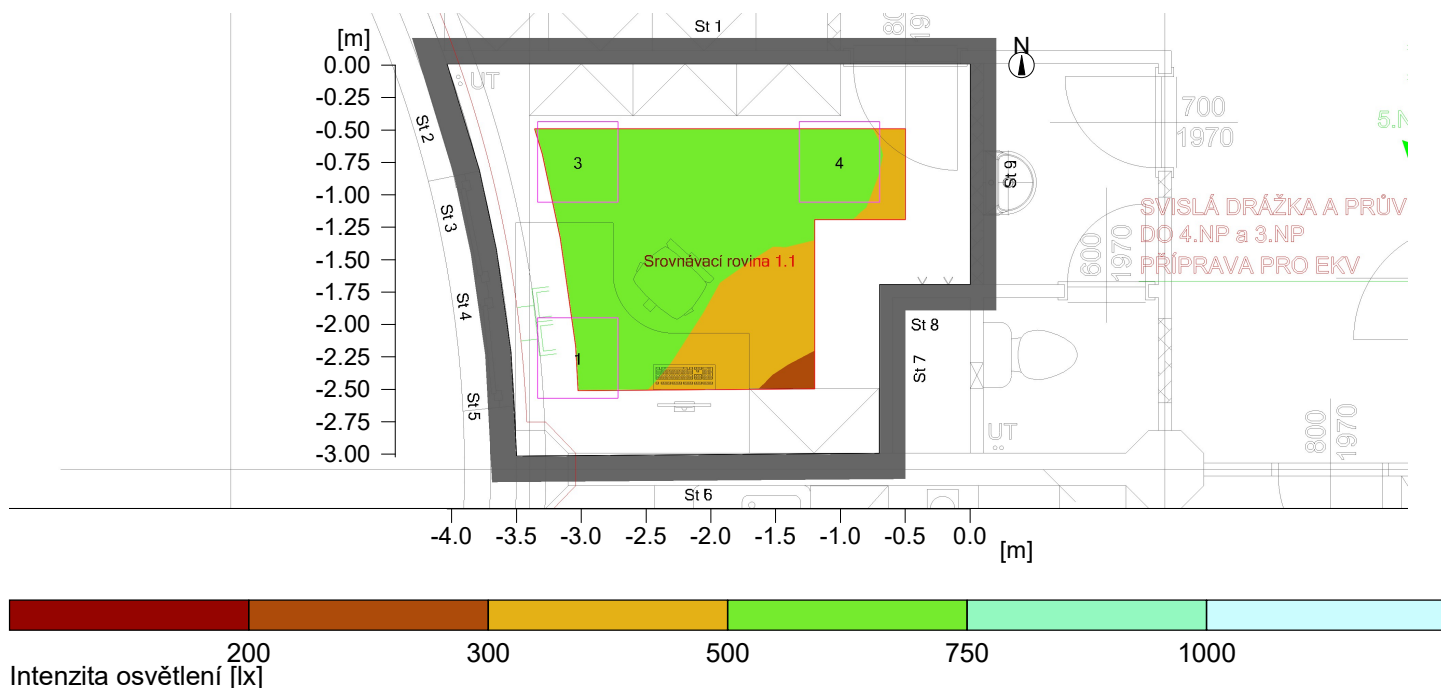 St 1
[m]
N
80
1970
0.00
UT
-0.25
700
1970
-0.50
St 2
5.N
3
4
-0.75
St 9
-1.00
SVISLÁ DRÁŽKA A PRŮV
-1.25
St 3
DO 4.NP a 3.NP
600
1970
-1.50
Srovnávací rovina 1.1
PŘÍPRAVA PRO EKV
-1.75
St 4
St 8
-2.00
-2.25
1
St 7
-2.50
St 5
-2.75
UT
800
1970
-3.00
St 6
-4.0 -3.5 -3.0 -2.5 -2.0 -1.5 -1.0 -0.5 0.0
[m]
200 300 500 750 1000
Intenzita osvětlení [lx]